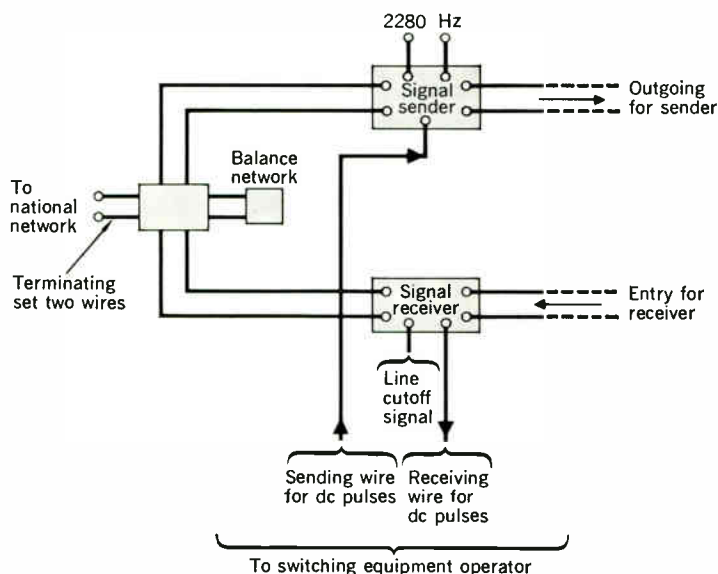 2280 Hz
Signal
sender
Outgoing
for sender
Balance
network
To
national
network
Terminating
set two wires
Signal
receiver
Entry for
receiver
Line
cutoff
signal
Sending wire
for dc pulses
Receiving
wire for
dc pulses
To switching equipment operator